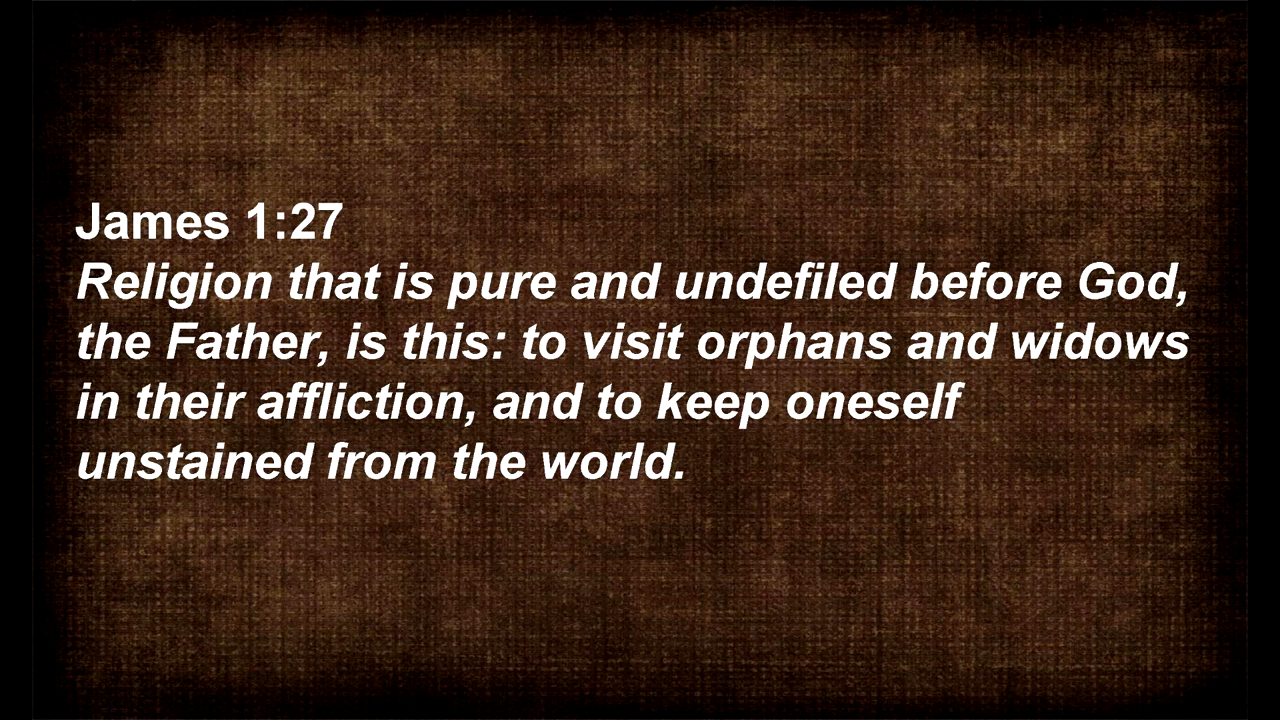 James 1:27
Religion that is pure and undefiled before God,
the Father, is this: to visit orphans and widows
in their affliction, and to keep oneself
unstained from the world.